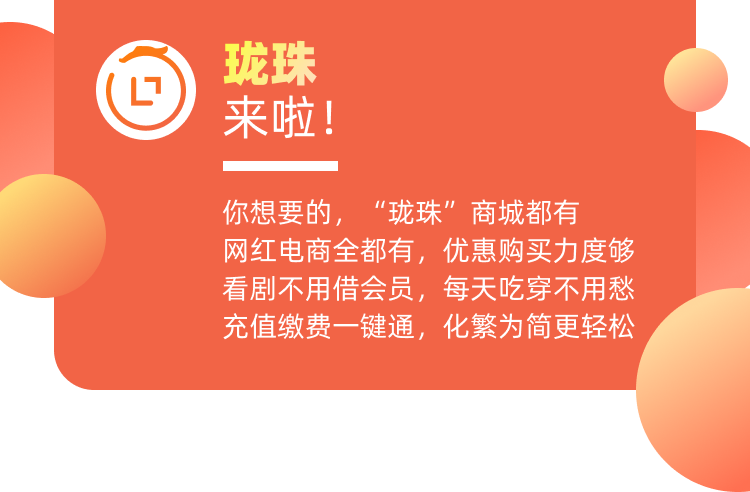 珑珠
来啦！
你想要的，“珑珠”商城都有
网红电商全都有，优惠购买力度够
看剧不用借会员，每天吃穿不用愁
充值缴费一键通，化繁为简更轻松